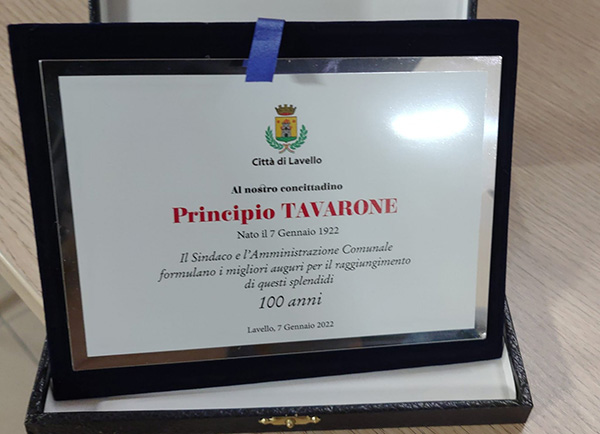 Città di Lavello
Al nostro concittadino
Principio TAVARONE
Nato il 7 Gennaio 1922
Il Sindaco e l'Amministrazione Comunale
formulano i migliori auguri per il raggiungimento
di questi splendidi
100 anni
Lavello, 7 Gennaio 2022